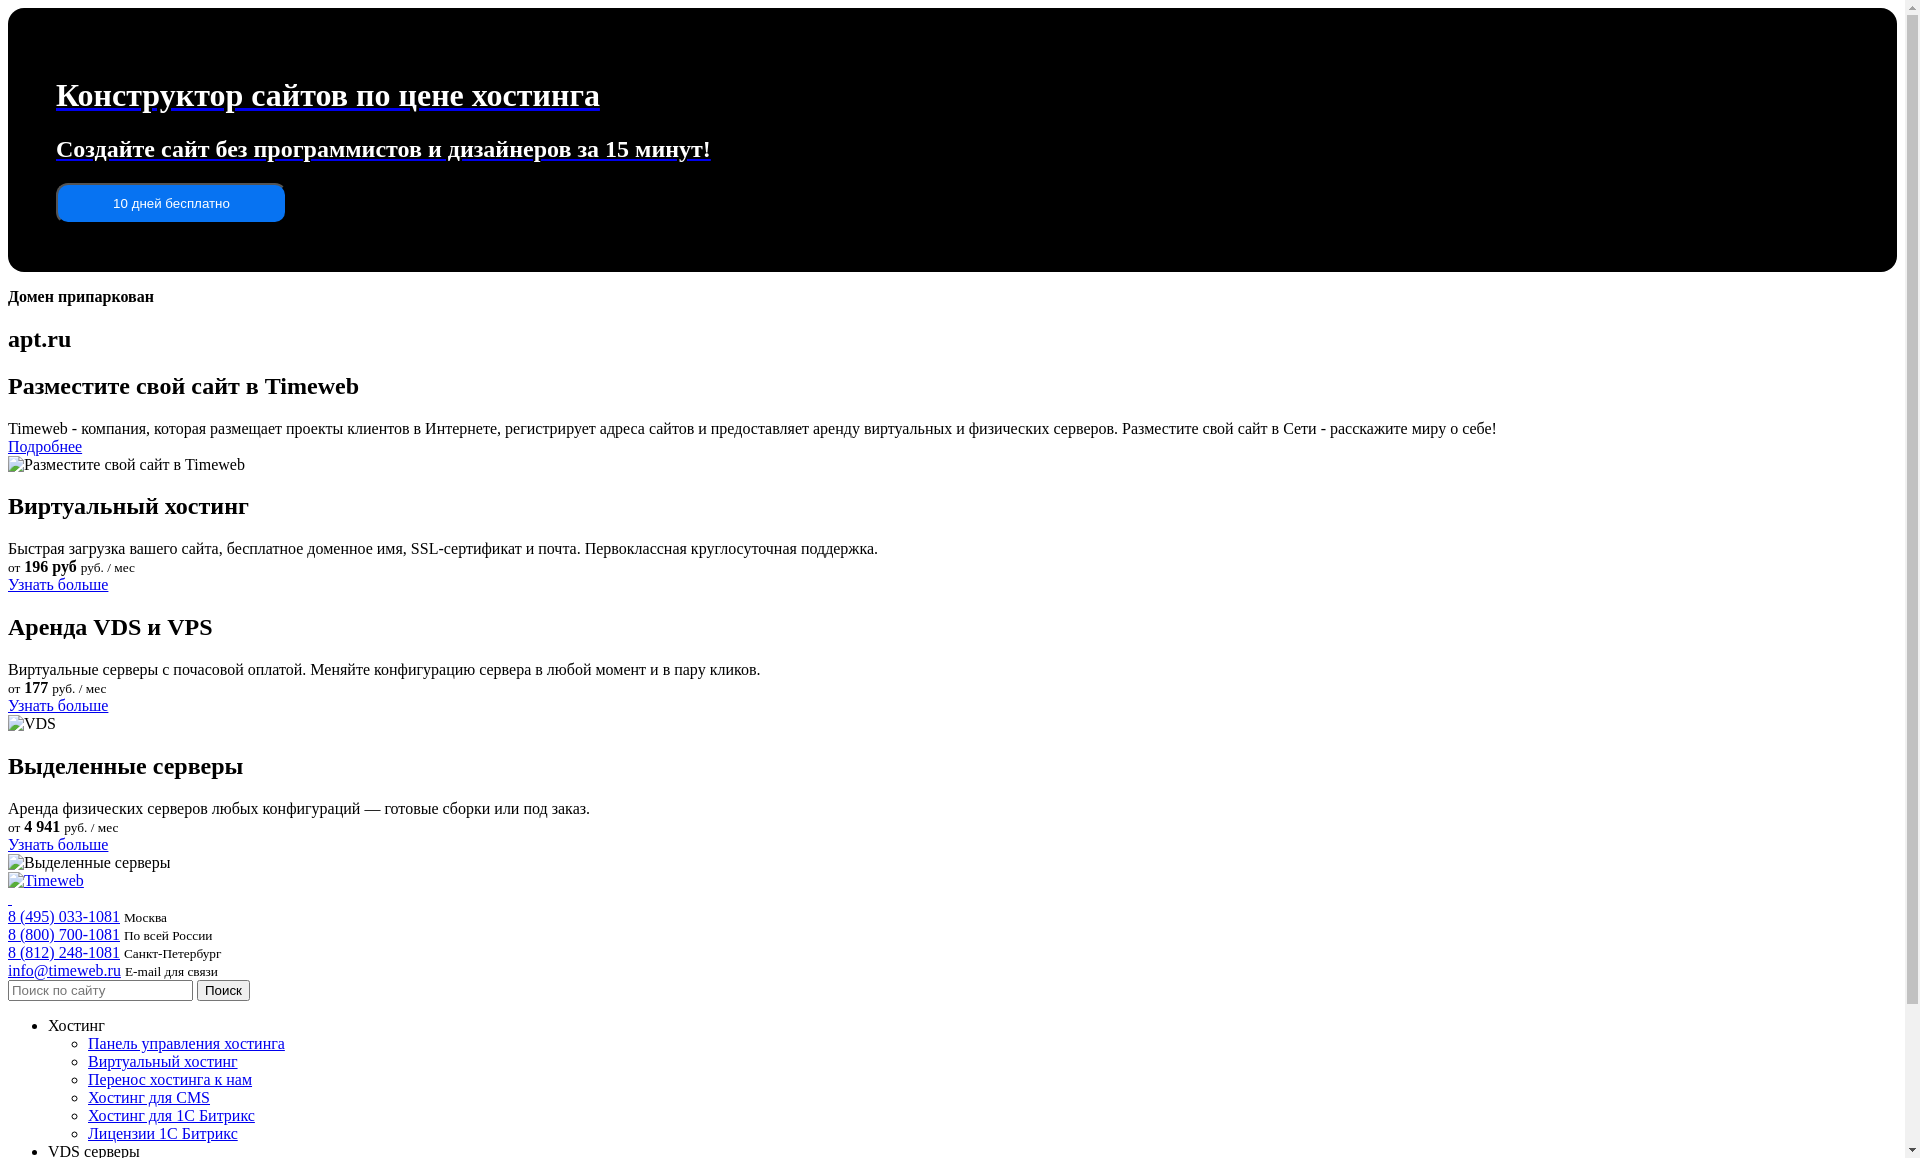 Конструктор сайтов по цене хостинга
Создайте сайт без программистов и дизайнеров за 15 минут!
10 дней бесплатно
Домен припаркован
apt.ru
Разместите свой сайт в Timeweb
Timeweb - компания, которая размещает проекты клиентов в Интернете, регистрирует адреса сайтов и предоставляет аренду виртуальных и физических серверов. Разместите свой сайт в Сети - расскажите миру о себе!
Подробнее
Разместите свой сайт в Timeweb
Виртуальный хостинг
Быстрая загрузка вашего сайта, бесплатное доменное имя, SSL-сертификат и почта. Первоклассная круглосуточная поддержка.
от 196 руб руб. / мес
Узнать больше
Аренда VDS и VPS
Виртуальные серверы с почасовой оплатой. Меняйте конфигурацию сервера в любой момент и в пару кликов.
от 177 руб. / мес
Узнать больше
VDS
Выделенные серверы
Аренда физических серверов любых конфигураций — готовые сборки или под заказ.
от 4 941 руб. / мес
Узнать больше
Выделенные серверы
Timeweb
8 (495) 033-1081 Москва
8 (800) 700-1081 По всей России
8 (812) 248-1081 Санкт-Петербург
info@timeweb.ru E-mail для связи
Поиск по сайту Поиск
Хостинг
Панель управления хостинга
Виртуальный хостинг
Перенос хостинга к нам
Хостинг для CMS
Хостинг для 1С Битрикс
Лицензии 1С Битрикс
VDS серверы